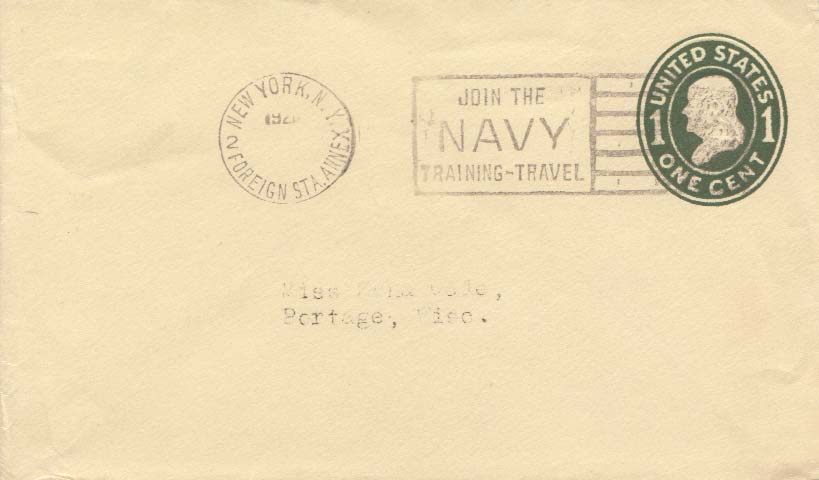 NEW YORK, N.Y.
2 FOREIGN STA. ANNEX
JOIN THE
NAVY
TRAINING-TRAVEL
UNITED STATES
1 1
ONE CENT
Miss
Portage, Wisc.